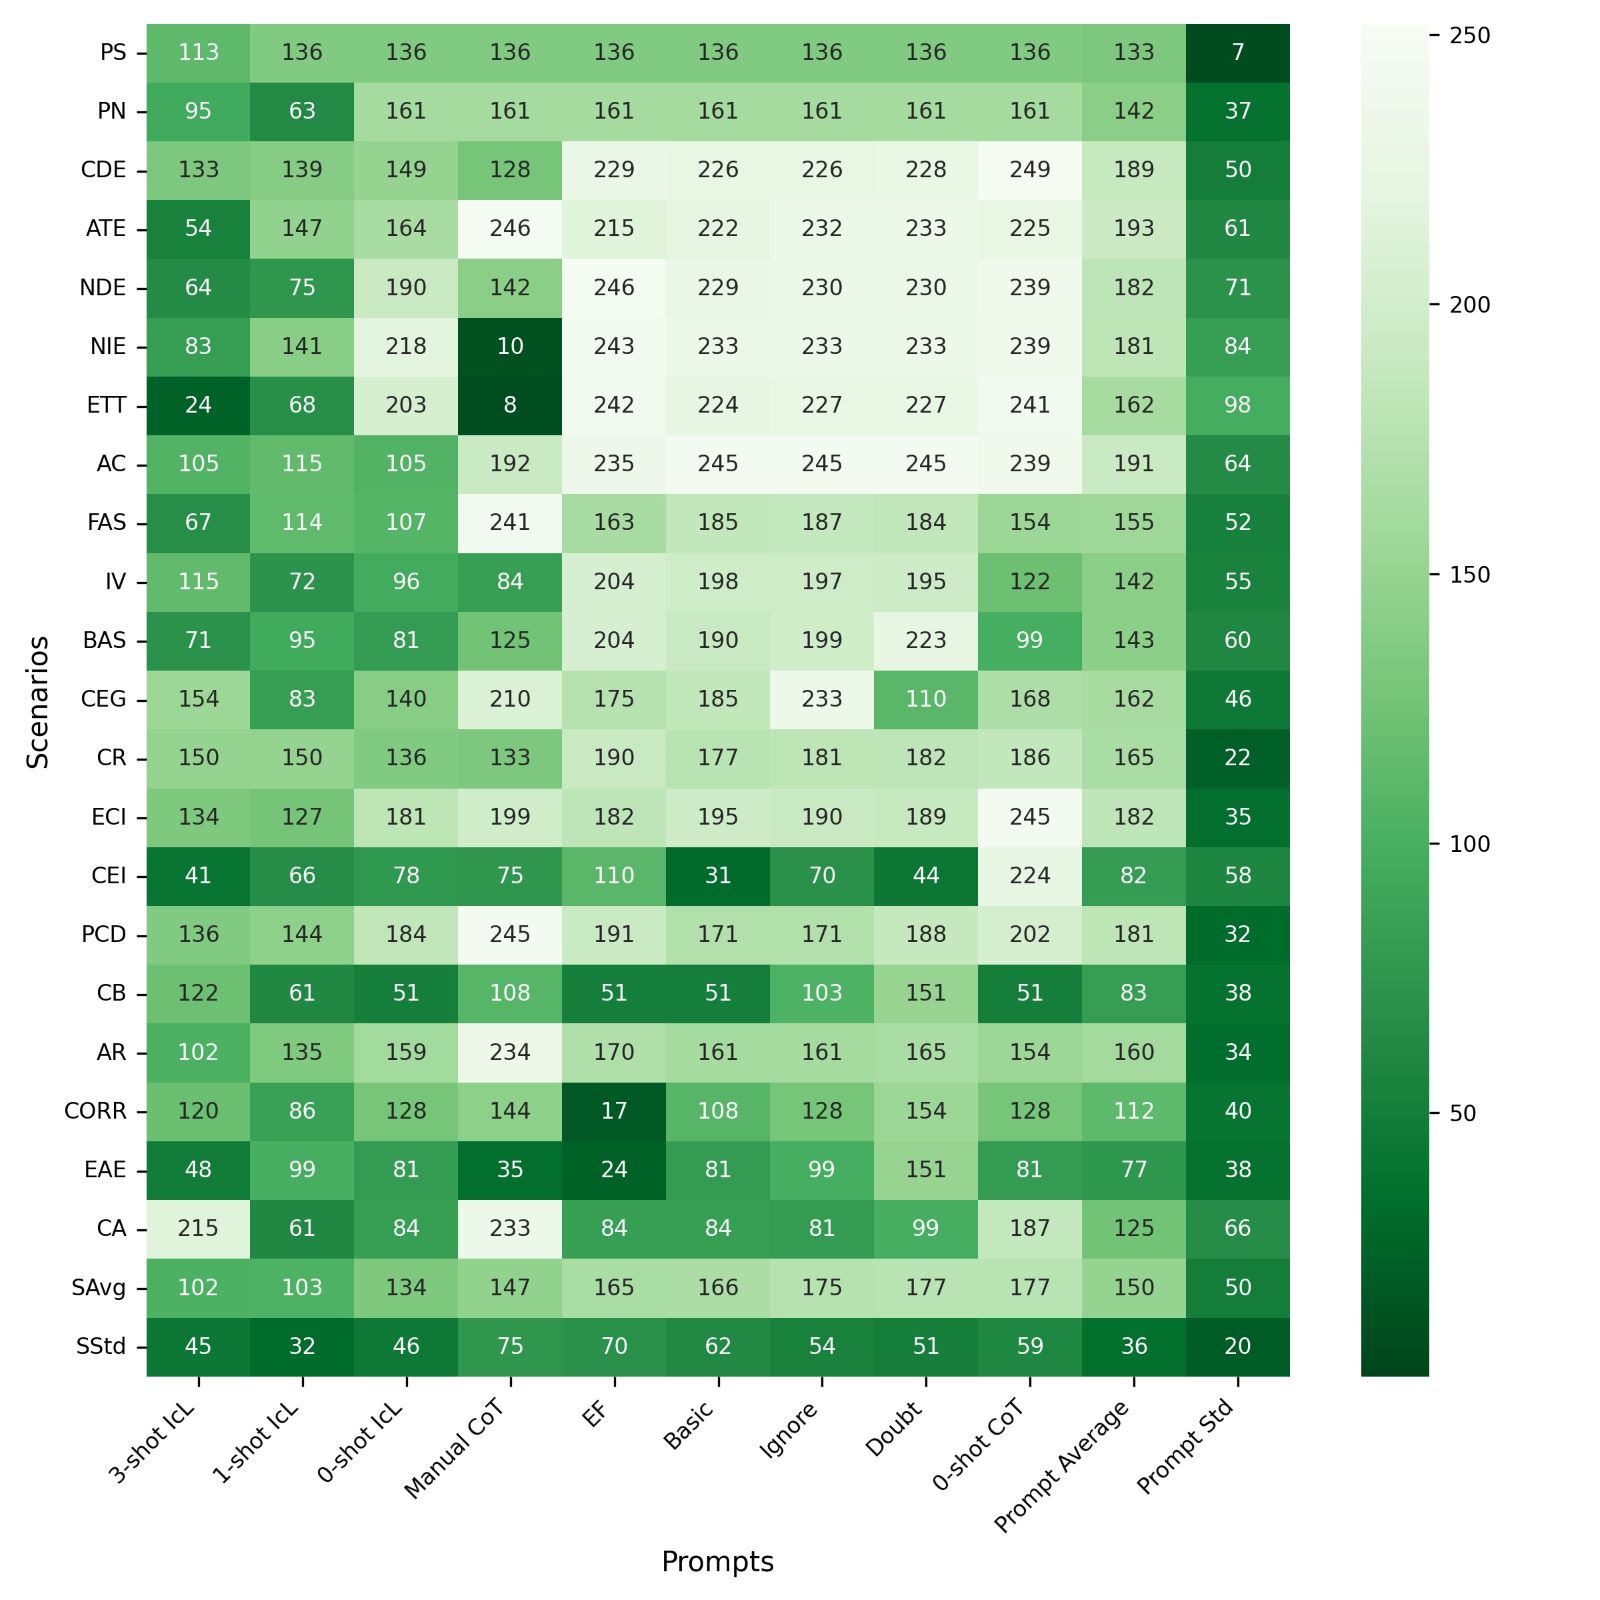 PS 113 136 136 136 136 136 136 136 136 133 7
PN 95 63 161 161 161 161 161 161 161 142 37
CDE 133 139 149 128 229 226 226 228 249 189 50
ATE 54 147 164 246 215 222 232 233 225 193 61
NDE 64 75 190 142 246 229 230 230 239 182 71
NIE 83 141 218 10 243 233 233 233 239 181 84
ETT 24 68 203 8 242 224 227 227 241 162 98
AC 105 115 105 192 235 245 245 245 239 191 64
FAS 67 114 107 241 163 185 187 184 154 155 52
IV 115 72 96 84 204 198 197 195 122 142 55
BAS 71 95 81 125 204 190 199 223 99 143 60
CEG 154 83 140 210 175 185 233 110 168 162 46
CR 150 150 136 133 190 177 181 182 186 165 22
ECI 134 127 181 199 182 195 190 189 245 182 35
CEI 41 66 78 75 110 31 70 44 224 82 58
PCD 136 144 184 245 191 171 171 188 202 181 32
CB 122 61 51 108 51 51 103 151 51 83 38
AR 102 135 159 234 170 161 161 165 154 160 34
CORR 120 86 128 144 17 108 128 154 128 112 40
EAE 48 99 81 35 24 81 99 151 81 77 38
CA 215 61 84 233 84 84 81 99 187 125 66
SAvg 102 103 134 147 165 166 175 177 177 150 50
SStd 45 32 46 75 70 62 54 51 59 36 20
Scenarios
3-shot IcL
1-shot IcL
0-shot IcL
Manual CoT
EF
Basic
Ignore
Doubt
0-shot CoT
Prompt Average
Prompt Std
Prompts
250
200
150
100
50